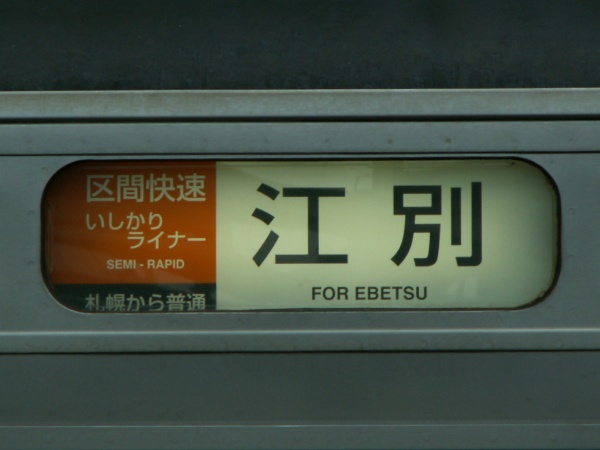 区間快速
いしかり
ライナー
SEMI - RAPID
札幌から普通
江別
FOR EBETSU